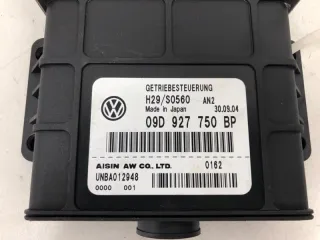 GETRIEBESTEUERUNG
H29/S0560 AN2
Made in Japan 30.09.04
09D 927 750 BP
AISIN AW CO., LTD. 0162
UNBA012948
0000 001